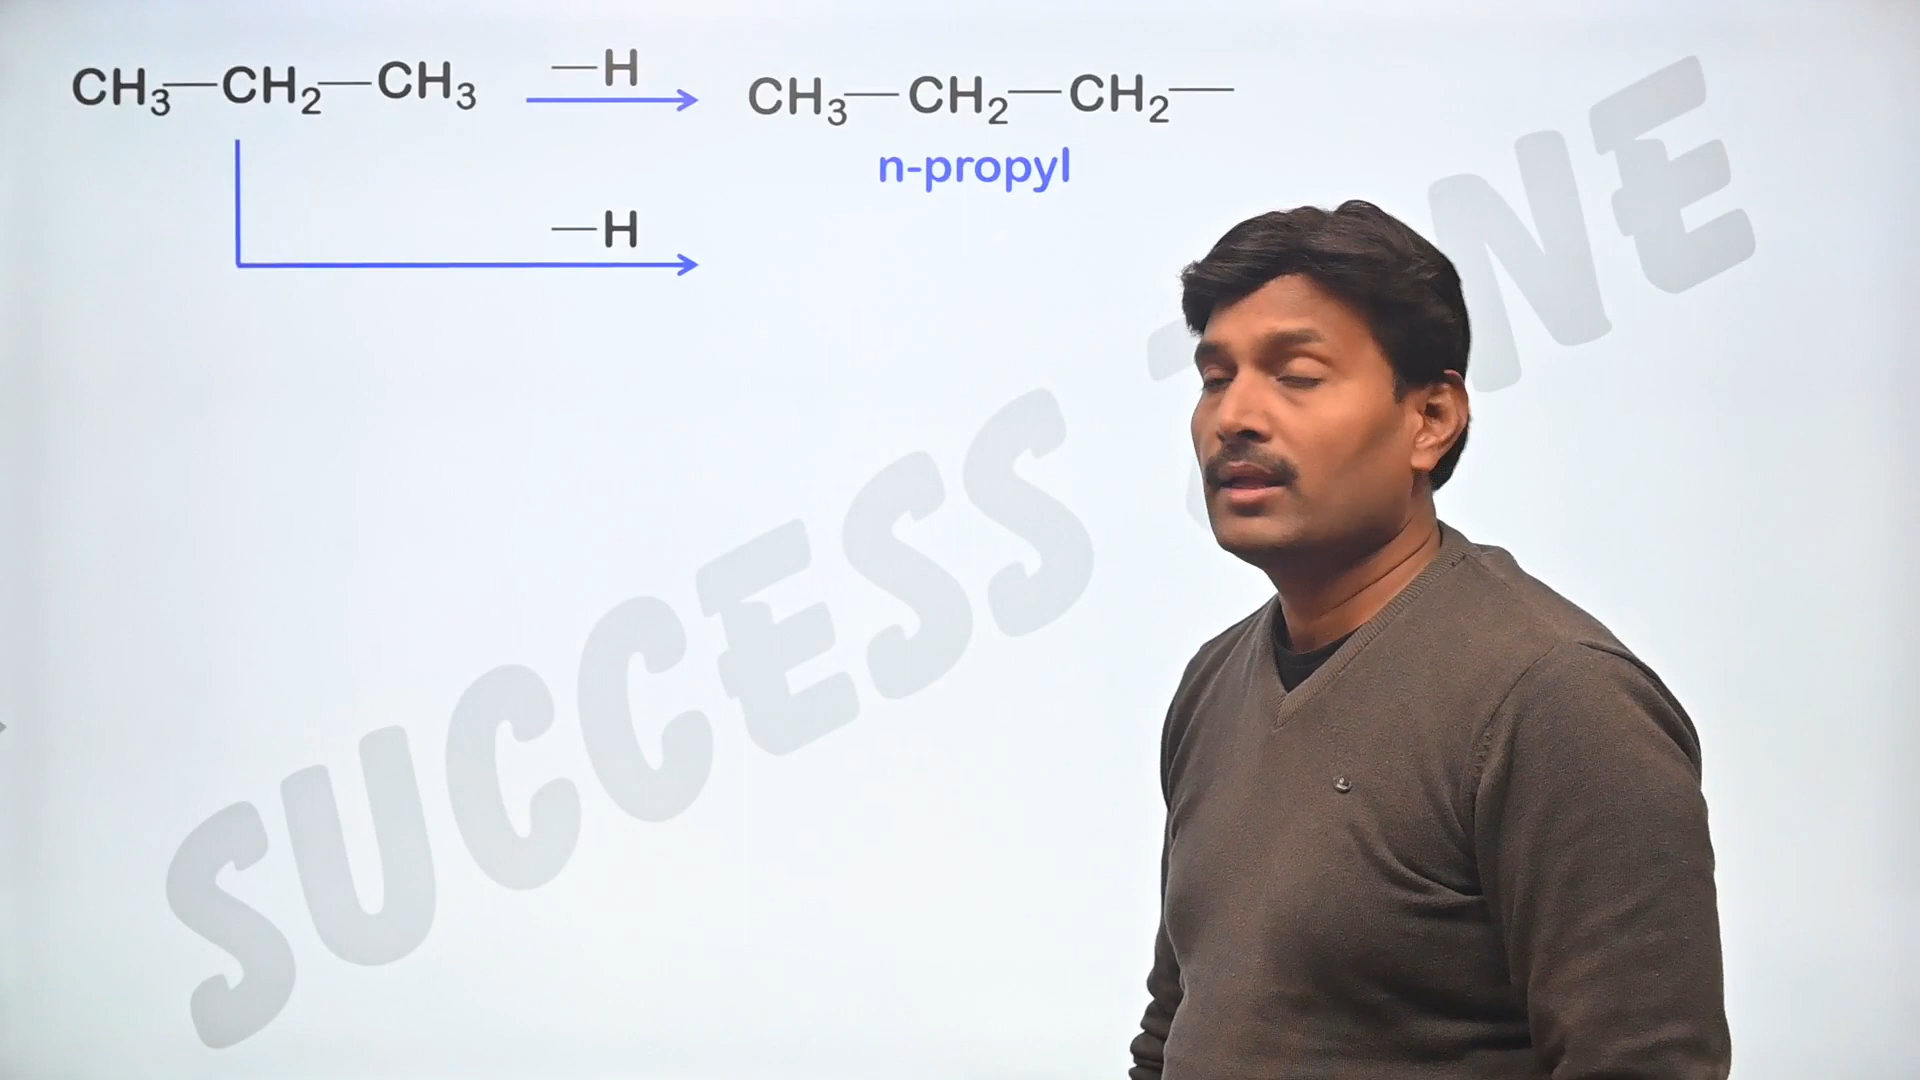 CH₃—CH₂—CH₃ —H CH₃—CH₂—CH₂—
n-propyl
—H
SUCCESS